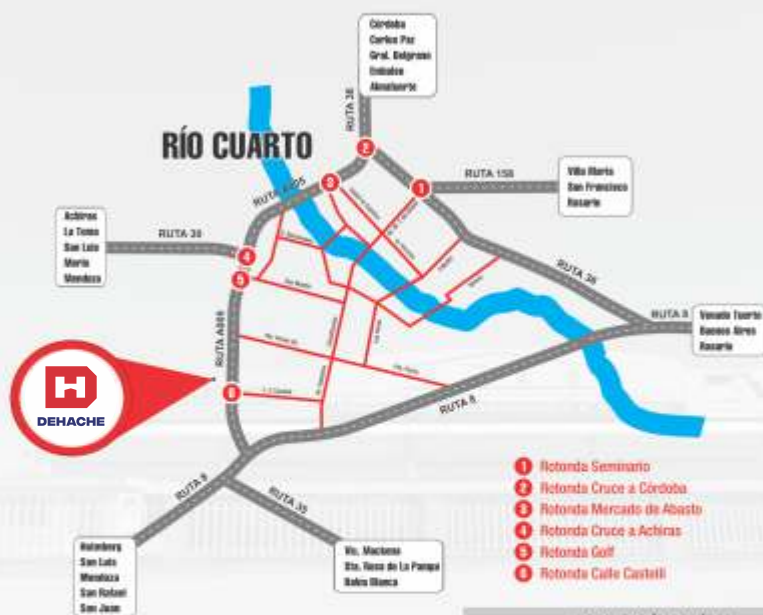 Córdoba
Carlos Paz
Gral. Belgrano
Embalse
Almafuerte
RUTA 36
RÍO CUARTO
RUTA A005
RUTA 158
Villa María
San Francisco
Rosario
Achiras
La Toma
San Luis
Merlo
Mendoza
RUTA 30
RUTA 36
RUTA 8
Venado Tuerto
Buenos Aires
Rosario
RUTA A005
DEHACHE
RUTA 8
1 Rotonda Seminario
2 Rotonda Cruce a Córdoba
3 Rotonda Mercado de Abasto
4 Rotonda Cruce a Achiras
5 Rotonda Golf
6 Rotonda Calle Castelli
RUTA 8
RUTA 35
Holmberg
San Luis
Mendoza
San Rafael
San Juan
Vic. Mackena
Sta. Rosa de La Pampa
Bahía Blanca